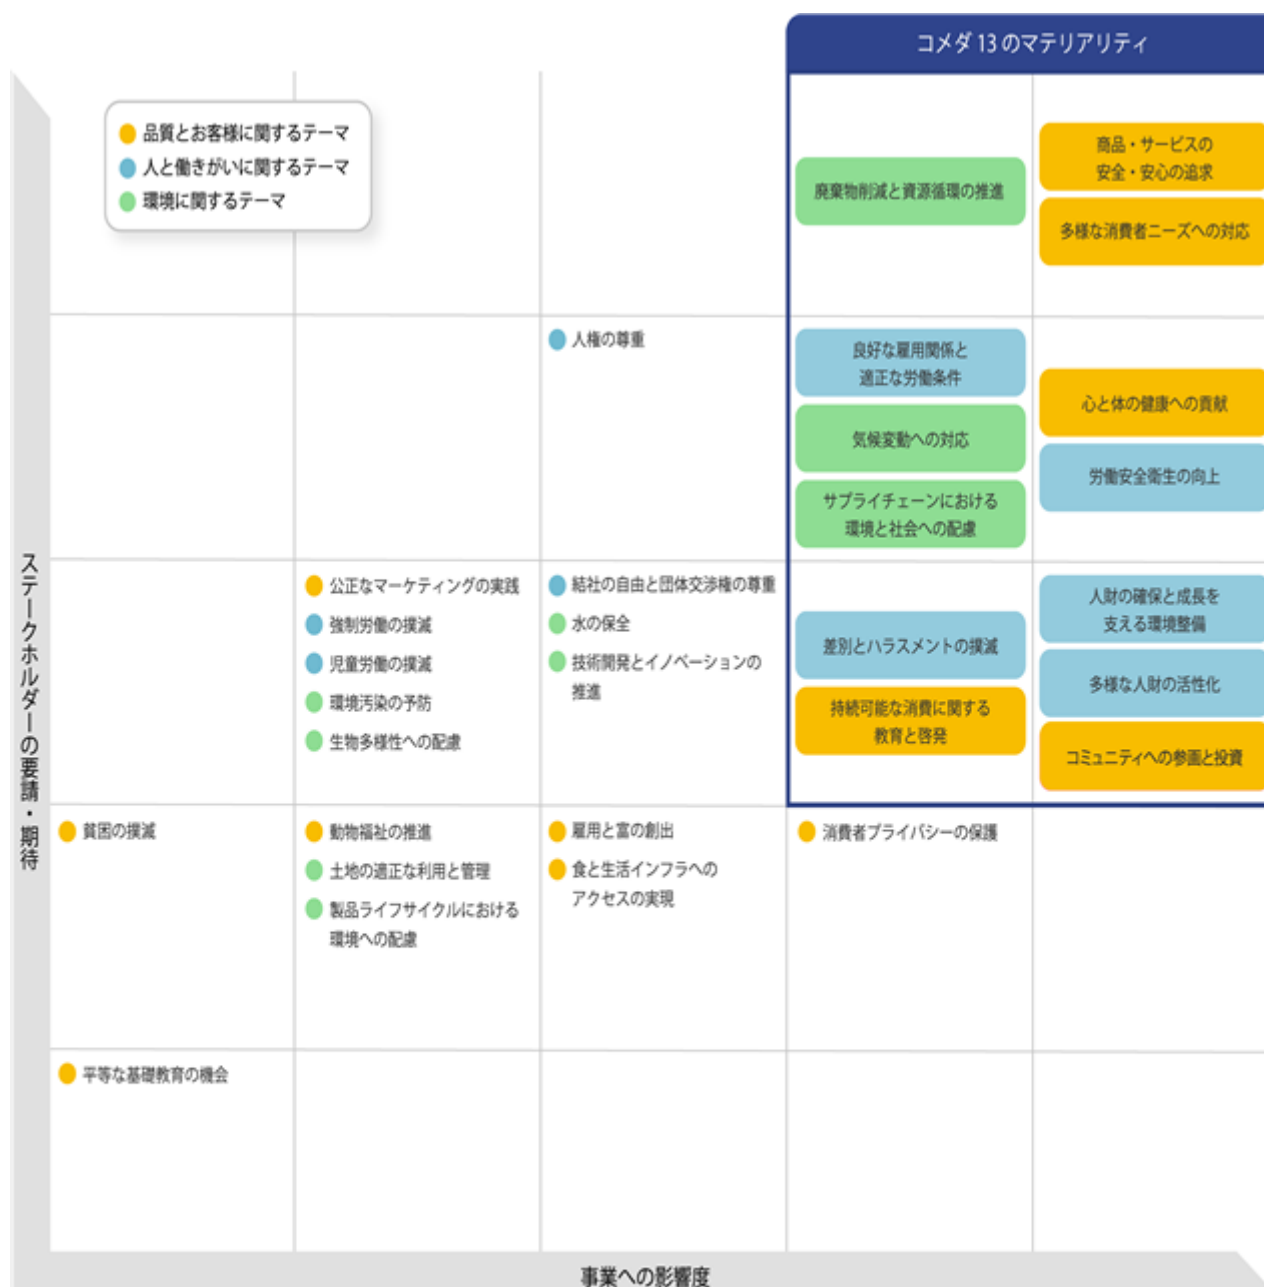 コメダ 13 のマテリアリティ
品質とお客様に関するテーマ
人と働きがいに関するテーマ
環境に関するテーマ
廃棄物削減と資源循環の推進
商品・サービスの
安全・安心の追求
多様な消費者ニーズへの対応
人権の尊重
良好な雇用関係と
適正な労働条件
気候変動への対応
サプライチェーンにおける
環境と社会への配慮
心と体の健康への貢献
労働安全衛生の向上
公正なマーケティングの実践
強制労働の撲滅
児童労働の撲滅
環境汚染の予防
生物多様性への配慮
結社の自由と団体交渉権の尊重
水の保全
技術開発とイノベーションの
推進
差別とハラスメントの撲滅
持続可能な消費に関する
教育と啓発
人財の確保と成長を
支える環境整備
多様な人財の活性化
コミュニティへの参画と投資
貧困の撲滅
動物福祉の推進
土地の適正な利用と管理
製品ライフサイクルにおける
環境への配慮
雇用と富の創出
食と生活インフラへの
アクセスの実現
消費者プライバシーの保護
平等な基礎教育の機会
ステークホルダーの要請・期待
事業への影響度